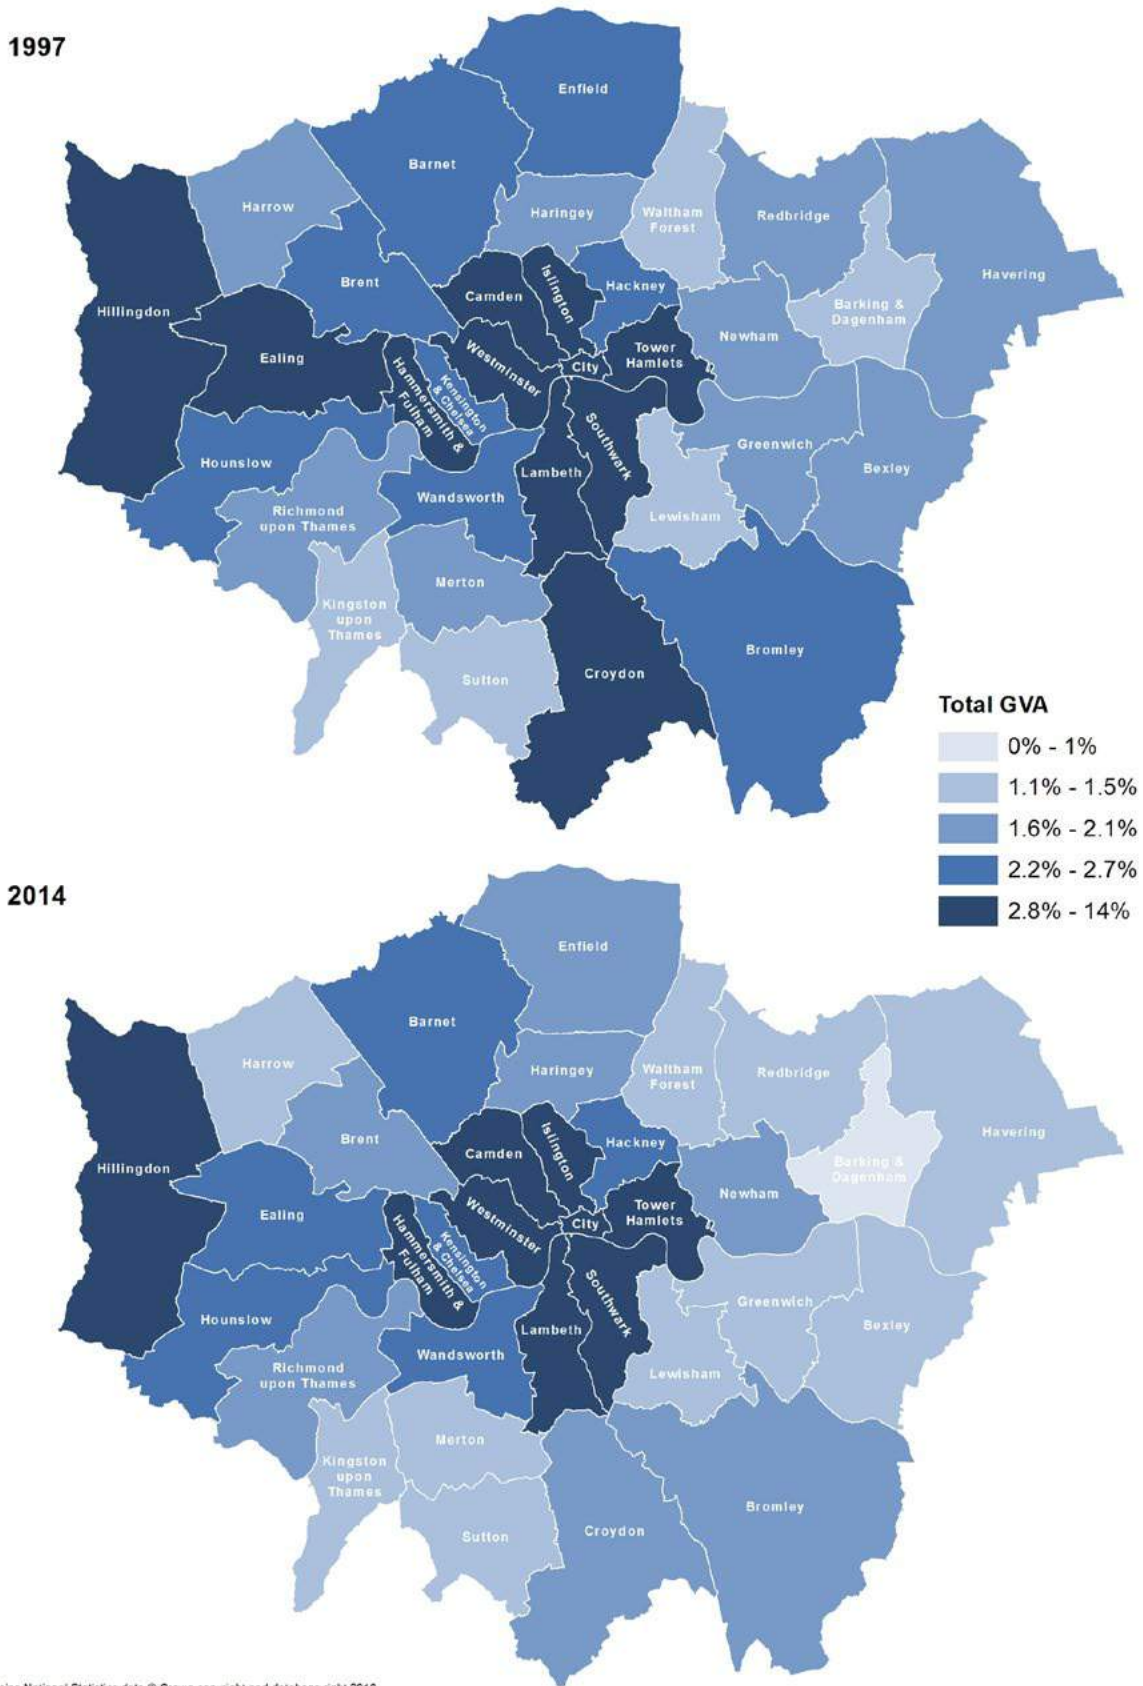 1997
Enfield
Barnet
Harrow
Haringey
Waltham
Forest
Redbridge
Havering
Brent
Hillingdon
Camden
Islington
Hackney
Barking &
Dagenham
Ealing
Westminster
City
Tower
Hamlets
Newham
Hammersmith &
Fulham
Kensington
& Chelsea
Hounslow
Southwark
Greenwich
Bexley
Lambeth
Wandsworth
Richmond
upon Thames
Lewisham
Merton
Kingston
upon
Thames
Sutton
Croydon
Bromley
Total GVA
0% - 1%
1.1% - 1.5%
1.6% - 2.1%
2.2% - 2.7%
2.8% - 14%
2014
Enfield
Barnet
Harrow
Haringey
Waltham
Forest
Redbridge
Havering
Brent
Hillingdon
Camden
Islington
Hackney
Barking &
Dagenham
Ealing
Westminster
City
Tower
Hamlets
Newham
Hammersmith &
Fulham
Kensington
& Chelsea
Hounslow
Southwark
Greenwich
Bexley
Lambeth
Wandsworth
Richmond
upon Thames
Lewisham
Merton
Kingston
upon
Thames
Sutton
Croydon
Bromley